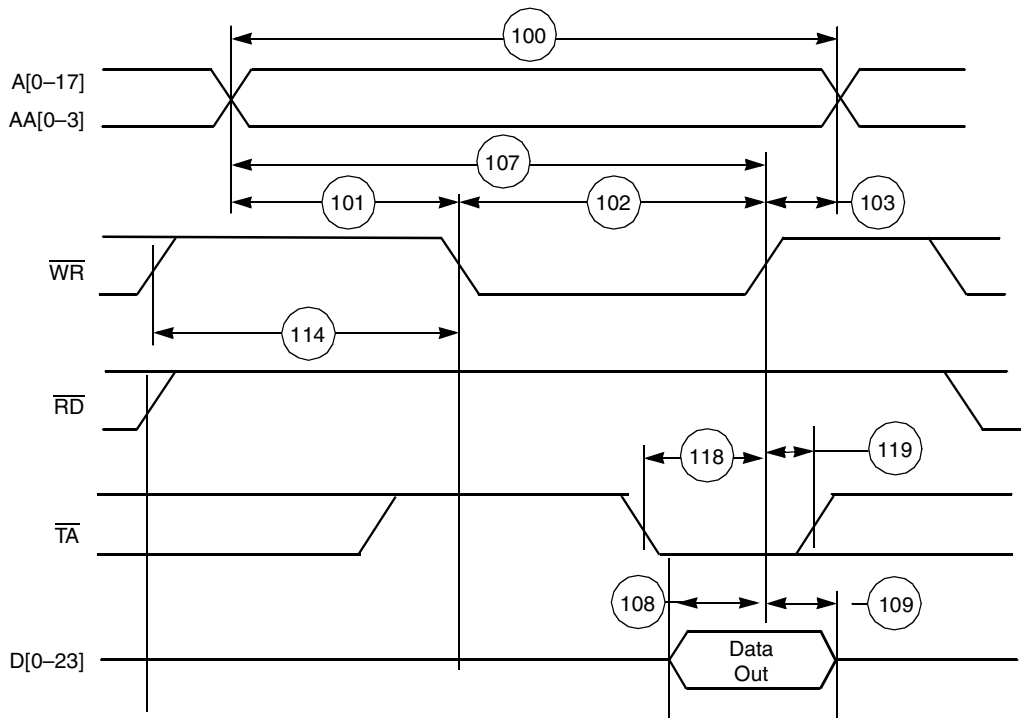 100
A[0–17]
AA[0–3]
107
101
102
103
WR
114
RD
118
119
TA
108
109
D[0–23]
Data
Out